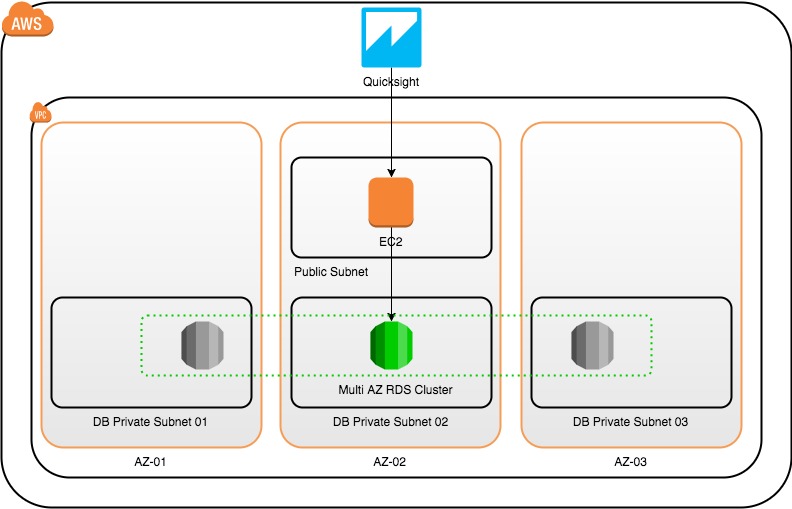 AWS
Quicksight
VPC
EC2
Public Subnet
Multi AZ RDS Cluster
DB Private Subnet 01
DB Private Subnet 02
DB Private Subnet 03
AZ-01
AZ-02
AZ-03